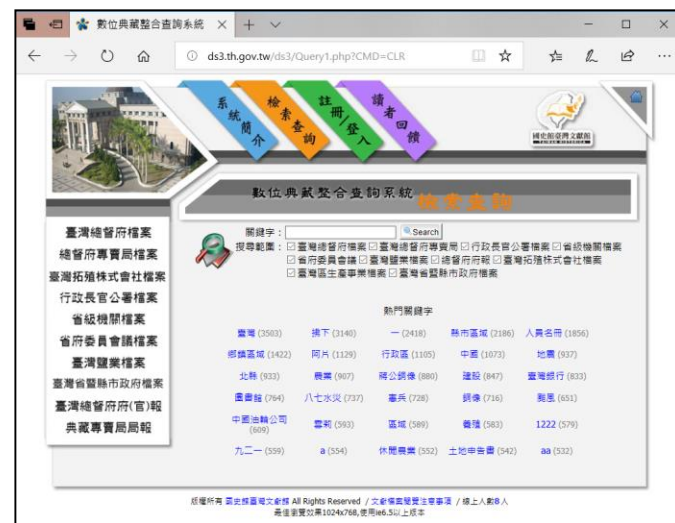 數位典藏整合查詢系統
ds3.th.gov.tw/ds3/Query1.php?CMD=CLR
系統簡介
檢索查詢
註冊/登入
讀者回饋
國史館臺灣文獻館
TAIWAN HISTORICA
數位典藏整合查詢系統 檢索查詢
臺灣總督府檔案
總督府專賣局檔案
臺灣拓殖株式會社檔案
行政長官公署檔案
省級機關檔案
省府委員會議檔案
臺灣鹽業檔案
臺灣省暨縣市政府檔案
臺灣總督府府(官)報
典藏專賣局局報
關鍵字： Search
搜尋範圍：臺灣總督府檔案 臺灣總督府專賣局 行政長官公署檔案 省級機關檔案
省府委員會議 臺灣鹽業檔案 總督府府報 臺灣拓殖株式會社檔案
臺灣區生產事業檔案 臺灣省暨縣市政府檔案
熱門關鍵字
臺灣 (3503) 拂下 (3140) 一 (2418) 縣市區域 (2186) 人員名冊 (1856)
鄉鎮區域 (1422) 阿片 (1129) 行政區 (1105) 中國 (1073) 地震 (937)
北縣 (933) 農業 (907) 蔣公銅像 (880) 建設 (847) 臺灣銀行 (833)
圖書館 (764) 八七水災 (737) 憲兵 (728) 銅像 (716) 颱風 (651)
中國油輪公司 (609) 雲莉 (593) 區域 (589) 養殖 (583) 1222 (579)
九二一 (559) a (554) 休閒農業 (552) 土地申告書 (542) aa (532)
版權所有 國史館臺灣文獻館 All Rights Reserved / 文獻檔案閱覽注意事項 / 線上人數8人
最佳瀏覽效果1024x768,使用ie6.5以上版本